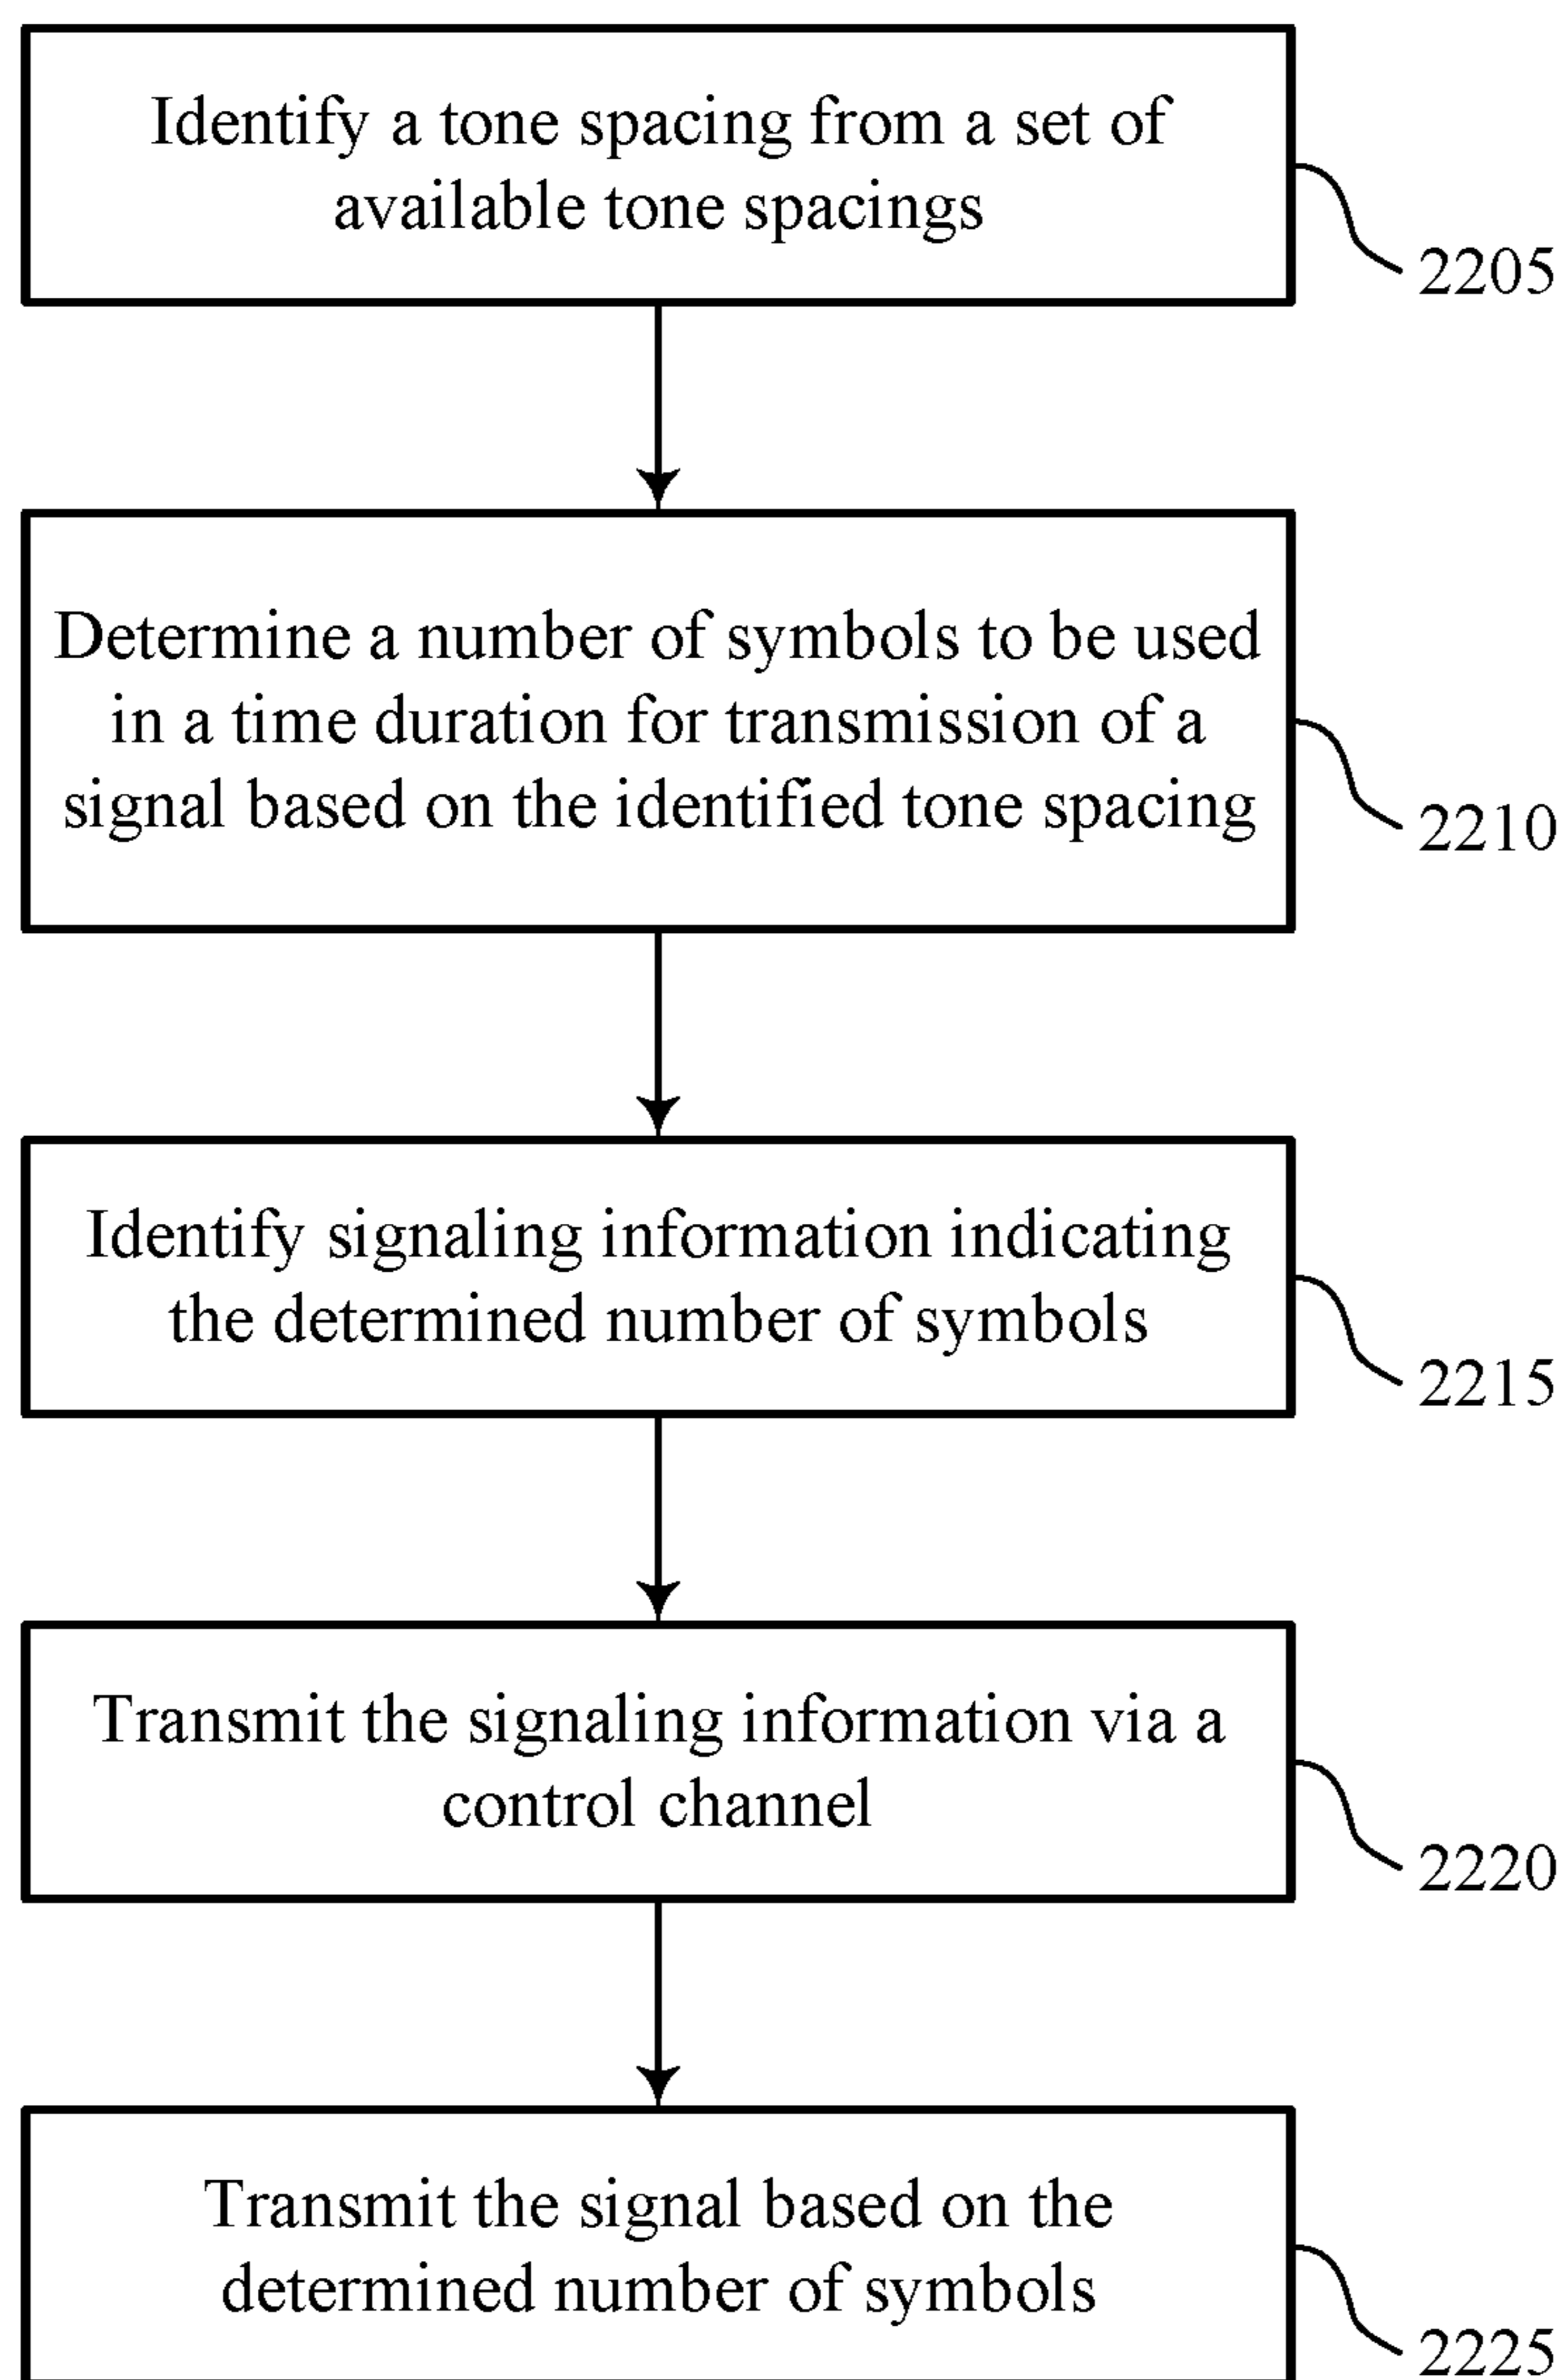 Identify a tone spacing from a set of
available tone spacings
2205
Determine a number of symbols to be used
in a time duration for transmission of a
signal based on the identified tone spacing
2210
Identify signaling information indicating
the determined number of symbols
2215
Transmit the signaling information via a
control channel
2220
Transmit the signal based on the
determined number of symbols
2225